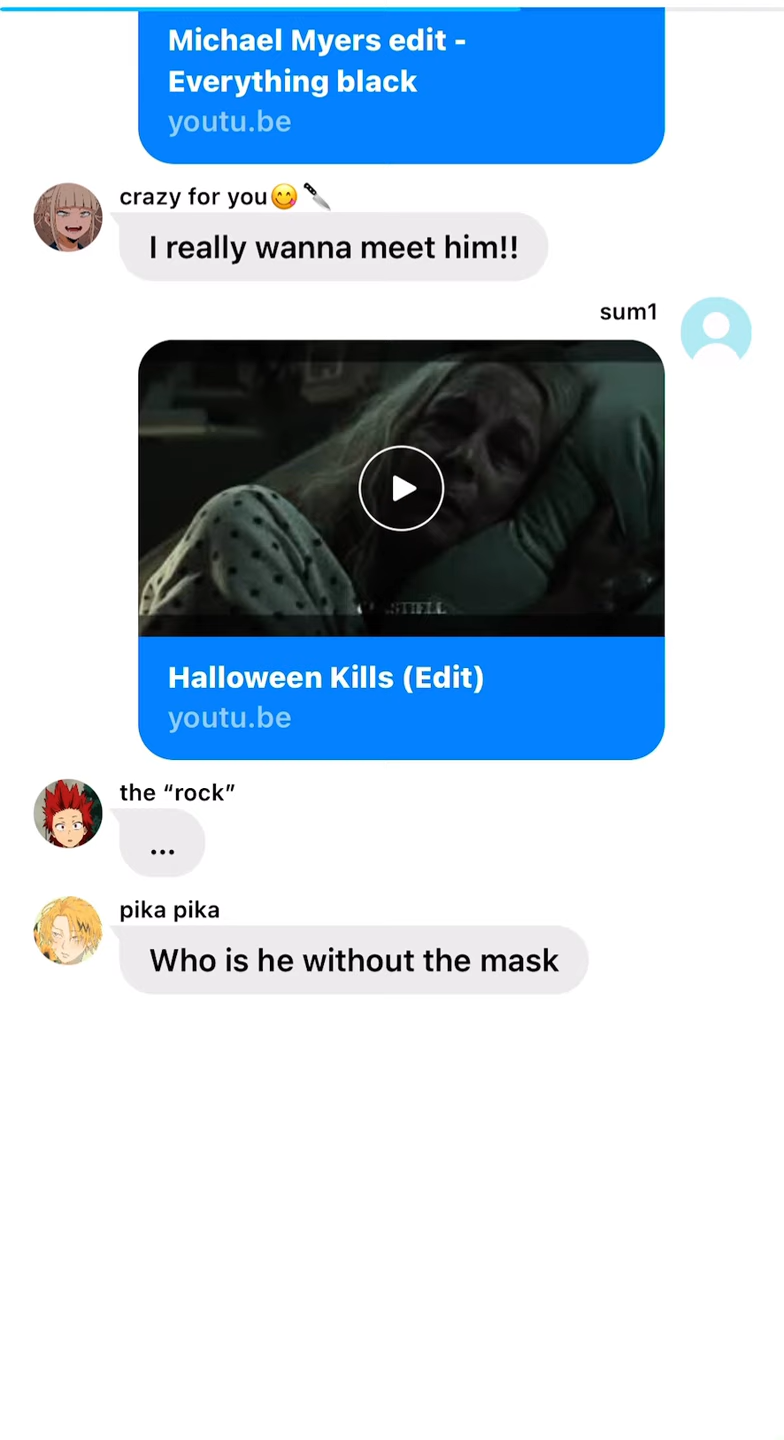 Michael Myers edit -
Everything black
youtu.be
crazy for you😋🔪
I really wanna meet him!!
sum1
Halloween Kills (Edit)
youtu.be
the “rock”
...
pika pika
Who is he without the mask